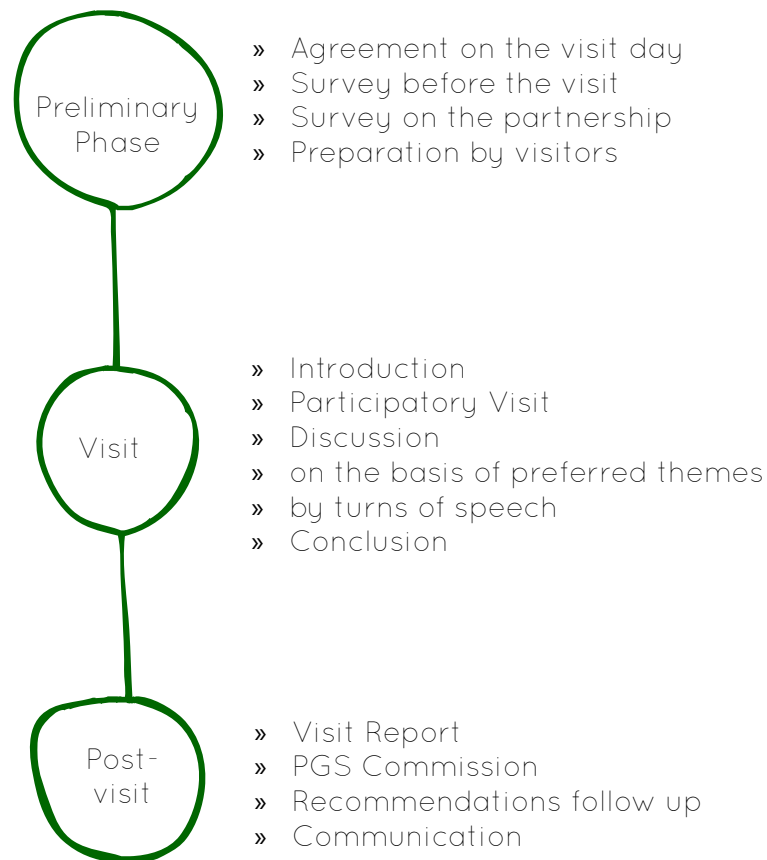 Preliminary
Phase
» Agreement on the visit day
» Survey before the visit
» Survey on the partnership
» Preparation by visitors
Visit
» Introduction
» Participatory Visit
» Discussion
» on the basis of preferred themes
» by turns of speech
» Conclusion
Post-
visit
» Visit Report
» PGS Commission
» Recommendations follow up
» Communication